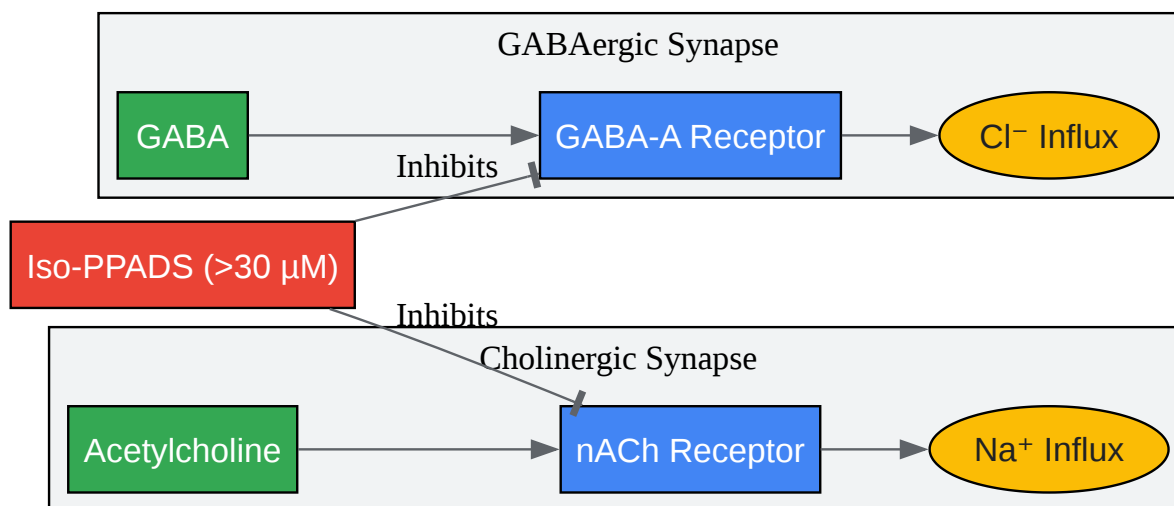 GABAergic Synapse
GABA
GABA-A Receptor
Cl⁻ Influx
Inhibits
Iso-PPADS (>30 µM)
Inhibits
Cholinergic Synapse
Acetylcholine
nACh Receptor
Na⁺ Influx